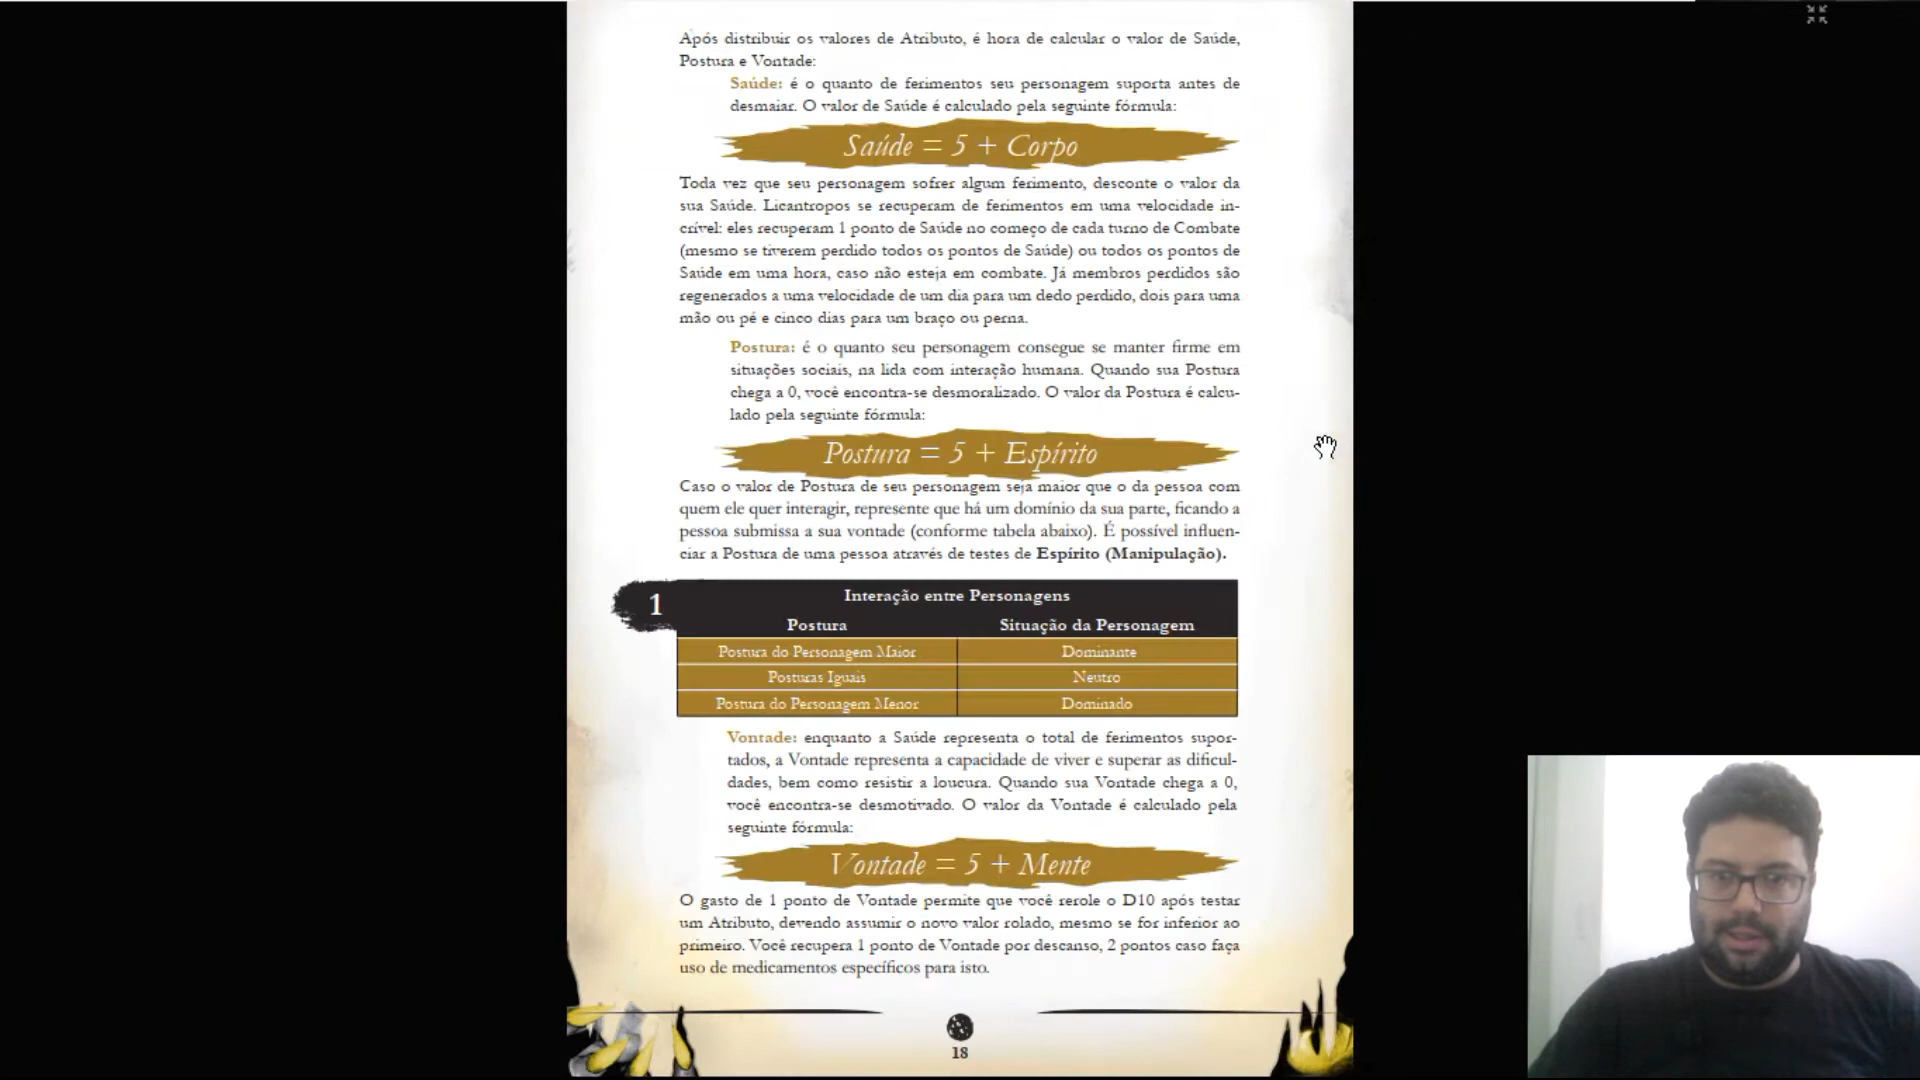 Após distribuir os valores de Atributo, é hora de calcular o valor de Saúde,
Postura e Vontade:
Saúde: é o quanto de ferimentos seu personagem suporta antes de
desmaiar. O valor de Saúde é calculado pela seguinte fórmula:
Saúde = 5 + Corpo
Toda vez que seu personagem sofrer algum ferimento, desconte o valor da
sua Saúde. Licantropos se recuperam de ferimentos em uma velocidade in-
crível: eles recuperam 1 ponto de Saúde no começo de cada turno de Combate
(mesmo se tiverem perdido todos os pontos de Saúde) ou todos os pontos de
Saúde em uma hora, caso não esteja em combate. Já membros perdidos são
regenerados a uma velocidade de um dia para um dedo perdido, dois para uma
mão ou pé e cinco dias para um braço ou perna.
Postura: é o quanto seu personagem consegue se manter firme em
situações sociais, na lida com interação humana. Quando sua Postura
chega a 0, você encontra-se desmoralizado. O valor da Postura é calcu-
lado pela seguinte fórmula:
Postura = 5 + Espírito
Caso o valor de Postura de seu personagem seja maior que o da pessoa com
quem ele quer interagir, represente que há um domínio da sua parte, ficando a
pessoa submissa a sua vontade (conforme tabela abaixo). É possível influen-
ciar a Postura de uma pessoa através de testes de Espírito (Manipulação).
1
Interação entre Personagens
Postura Situação da Personagem
Postura do Personagem Maior Dominante
Posturas Iguais Neutro
Postura do Personagem Menor Dominado
Vontade: enquanto a Saúde representa o total de ferimentos supor-
tados, a Vontade representa a capacidade de viver e superar as dificul-
dades, bem como resistir a loucura. Quando sua Vontade chega a 0,
você encontra-se desmotivado. O valor da Vontade é calculado pela
seguinte fórmula:
Vontade = 5 + Mente
O gasto de 1 ponto de Vontade permite que você rerole o D10 após testar
um Atributo, devendo assumir o novo valor rolado, mesmo se for inferior ao
primeiro. Você recupera 1 ponto de Vontade por descanso, 2 pontos caso faça
uso de medicamentos específicos para isto.
18